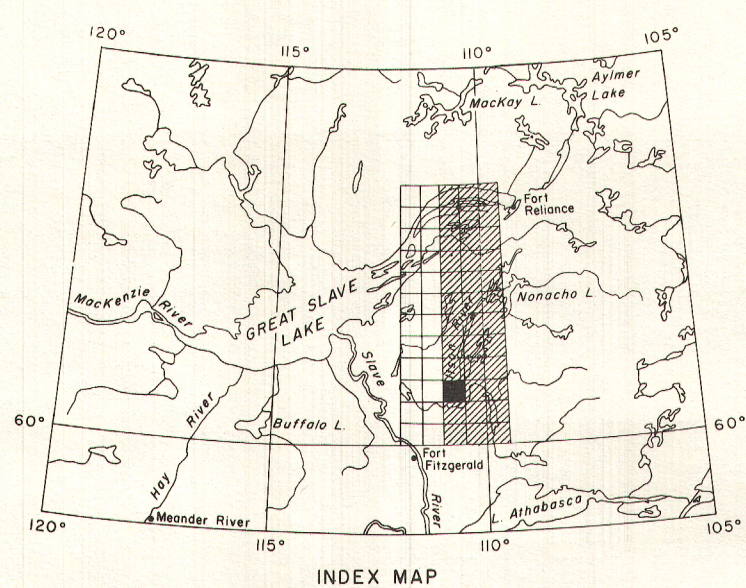 120°
115°
110°
105°
Aylmer
Lake
MacKay L.
Fort
Reliance
MacKenzie
River
GREAT SLAVE
LAKE
Nonacho L
Slave
River
60°
60°
Hay
River
Buffalo L.
Fort
Fitzgerald
L. Athabasca
Meander River
120°
115°
110°
105°
INDEX MAP